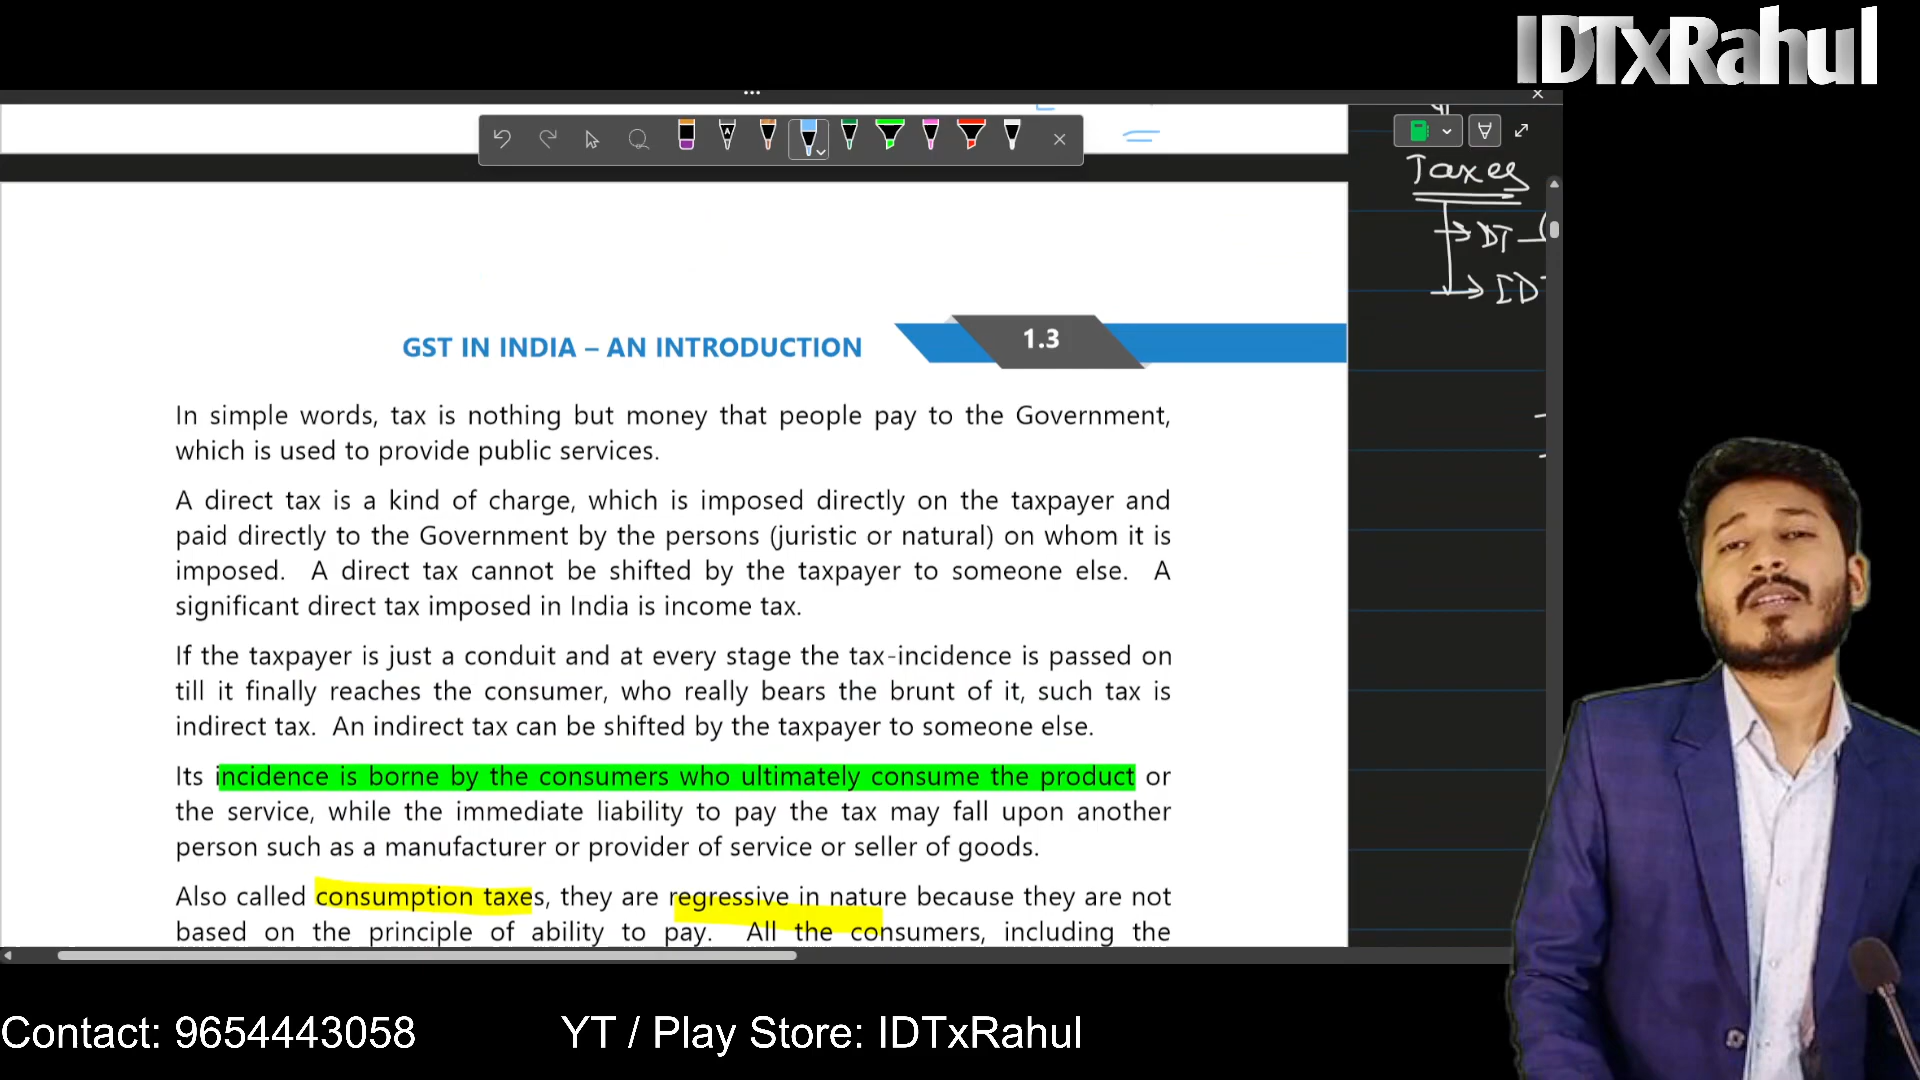 IDTxRahul
Taxes
DT
ID
GST IN INDIA – AN INTRODUCTION
1.3
In simple words, tax is nothing but money that people pay to the Government,
which is used to provide public services.
A direct tax is a kind of charge, which is imposed directly on the taxpayer and
paid directly to the Government by the persons (juristic or natural) on whom it is
imposed. A direct tax cannot be shifted by the taxpayer to someone else. A
significant direct tax imposed in India is income tax.
If the taxpayer is just a conduit and at every stage the tax-incidence is passed on
till it finally reaches the consumer, who really bears the brunt of it, such tax is
indirect tax. An indirect tax can be shifted by the taxpayer to someone else.
Its incidence is borne by the consumers who ultimately consume the product or
the service, while the immediate liability to pay the tax may fall upon another
person such as a manufacturer or provider of service or seller of goods.
Also called consumption taxes, they are regressive in nature because they are not
based on the principle of ability to pay. All the consumers, including the
Contact: 9654443058
YT / Play Store: IDTxRahul